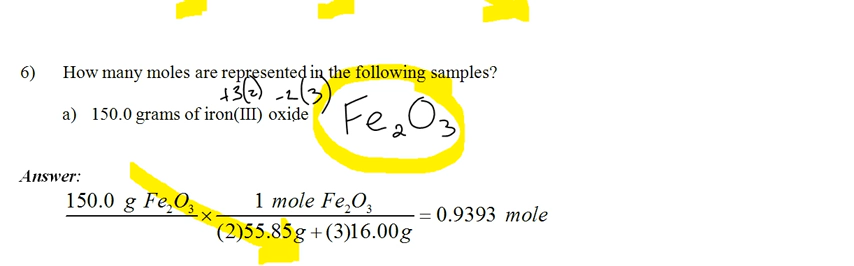 6) How many moles are represented in the following samples?
+3(2) -2(3)
a) 150.0 grams of iron(III) oxide Fe₂O₃
Answer:
150.0 g Fe₂O₃ × 1 mole Fe₂O₃
(2)55.85g + (3)16.00g = 0.9393 mole